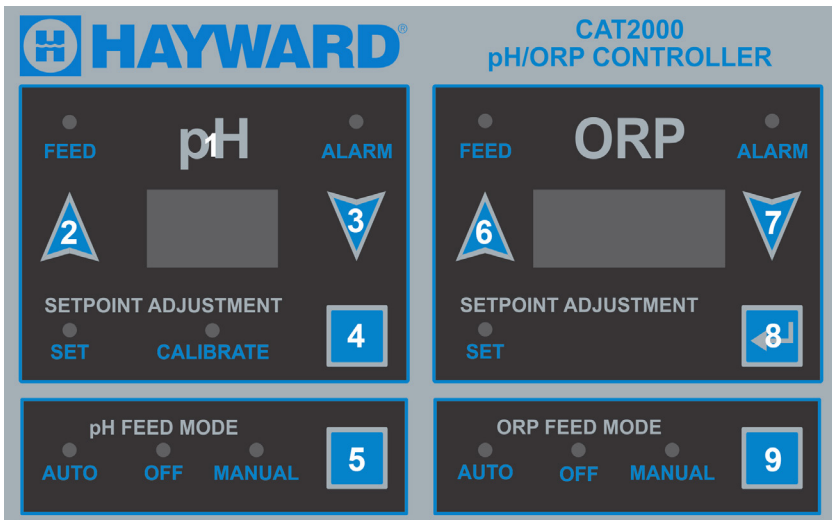 HAYWARD®
CAT2000
pH/ORP CONTROLLER
FEED
pH
1
ALARM
2
3
SETPOINT ADJUSTMENT
SET
CALIBRATE
4
pH FEED MODE
AUTO
OFF
MANUAL
5
FEED
ORP
ALARM
6
7
SETPOINT ADJUSTMENT
SET
8
ORP FEED MODE
AUTO
OFF
MANUAL
9